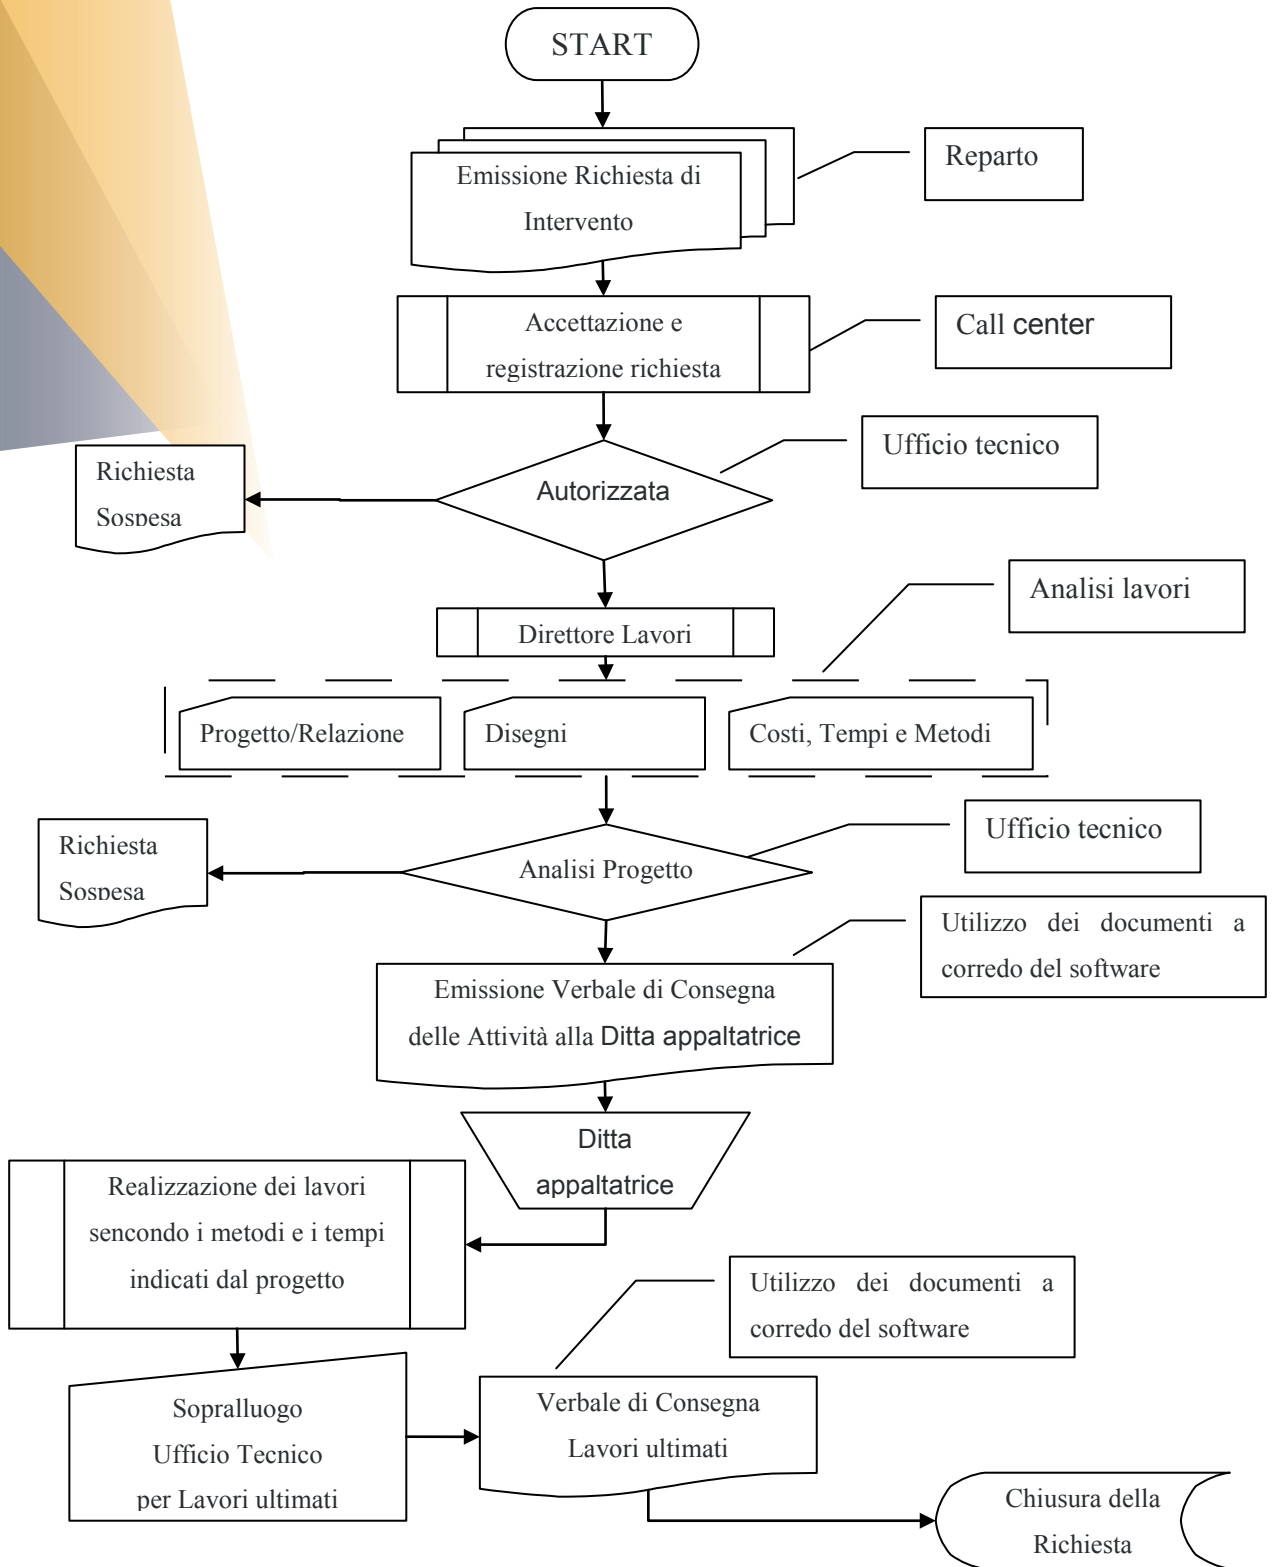 START
Emissione Richiesta di
Intervento
Reparto
Accettazione e
registrazione richiesta
Call center
Ufficio tecnico
Autorizzata
Richiesta
Sospesa
Analisi lavori
Direttore Lavori
Progetto/Relazione
Disegni
Costi, Tempi e Metodi
Ufficio tecnico
Analisi Progetto
Richiesta
Sospesa
Utilizzo dei documenti a
corredo del software
Emissione Verbale di Consegna
delle Attività alla Ditta appaltatrice
Ditta
appaltatrice
Realizzazione dei lavori
sencondo i metodi e i tempi
indicati dal progetto
Utilizzo dei documenti a
corredo del software
Sopralluogo
Ufficio Tecnico
per Lavori ultimati
Verbale di Consegna
Lavori ultimati
Chiusura della
Richiesta